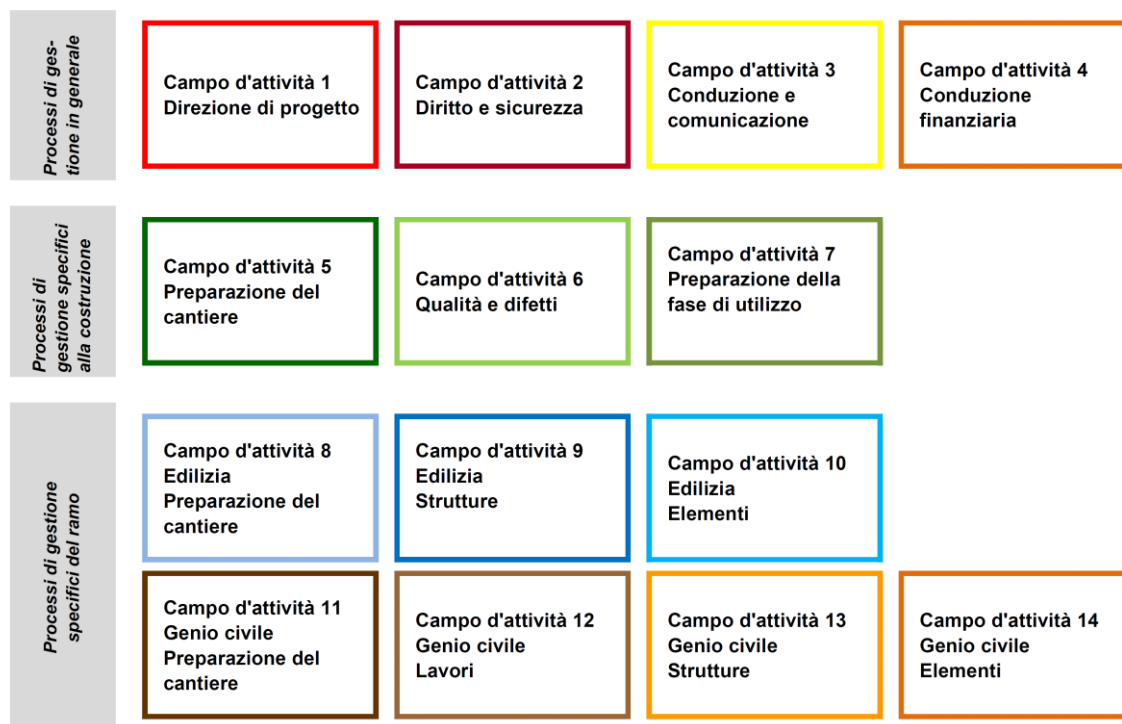 Processi di ges-
tione in generale
Campo d'attività 1
Direzione di progetto
Campo d'attività 2
Diritto e sicurezza
Campo d'attività 3
Conduzione e
comunicazione
Campo d'attività 4
Conduzione
finanziaria
Processi di
gestione specifici
alla costruzione
Campo d'attività 5
Preparazione del
cantiere
Campo d'attività 6
Qualità e difetti
Campo d'attività 7
Preparazione della
fase di utilizzo
Processi di gestione
specifici del ramo
Campo d'attività 8
Edilizia
Preparazione del
cantiere
Campo d'attività 9
Edilizia
Strutture
Campo d'attività 10
Edilizia
Elementi
Campo d'attività 11
Genio civile
Preparazione del
cantiere
Campo d'attività 12
Genio civile
Lavori
Campo d'attività 13
Genio civile
Strutture
Campo d'attività 14
Genio civile
Elementi